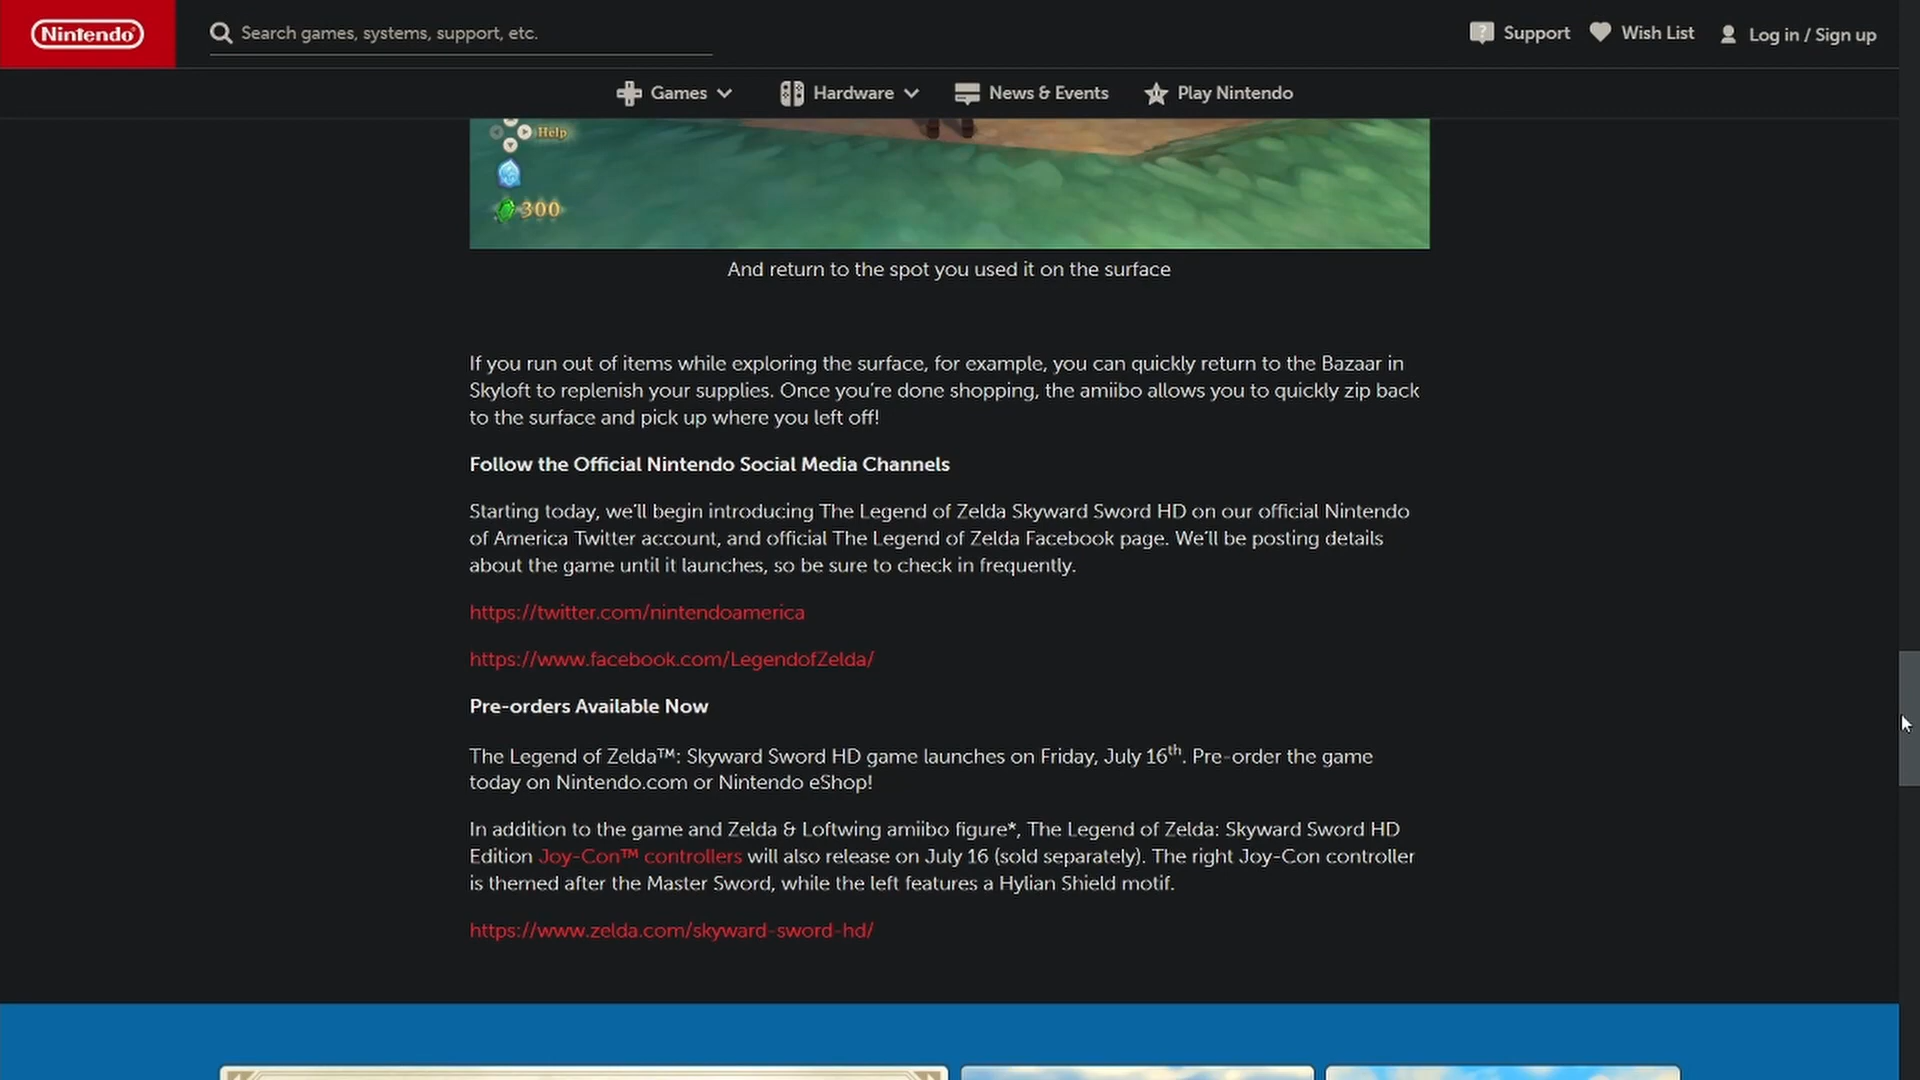 Nintendo
Search games, systems, support, etc.
Support
Wish List
Log in / Sign up
Games
Hardware
News & Events
Play Nintendo
Help
300
And return to the spot you used it on the surface
If you run out of items while exploring the surface, for example, you can quickly return to the Bazaar in
Skyloft to replenish your supplies. Once you’re done shopping, the amiibo allows you to quickly zip back
to the surface and pick up where you left off!
Follow the Official Nintendo Social Media Channels
Starting today, we’ll begin introducing The Legend of Zelda Skyward Sword HD on our official Nintendo
of America Twitter account, and official The Legend of Zelda Facebook page. We’ll be posting details
about the game until it launches, so be sure to check in frequently.
https://twitter.com/nintendoamerica
https://www.facebook.com/LegendofZelda/
Pre-orders Available Now
The Legend of Zelda™: Skyward Sword HD game launches on Friday, July 16th. Pre-order the game
today on Nintendo.com or Nintendo eShop!
In addition to the game and Zelda & Loftwing amiibo figure*, The Legend of Zelda: Skyward Sword HD
Edition Joy-Con™ controllers will also release on July 16 (sold separately). The right Joy-Con controller
is themed after the Master Sword, while the left features a Hylian Shield motif.
https://www.zelda.com/skyward-sword-hd/